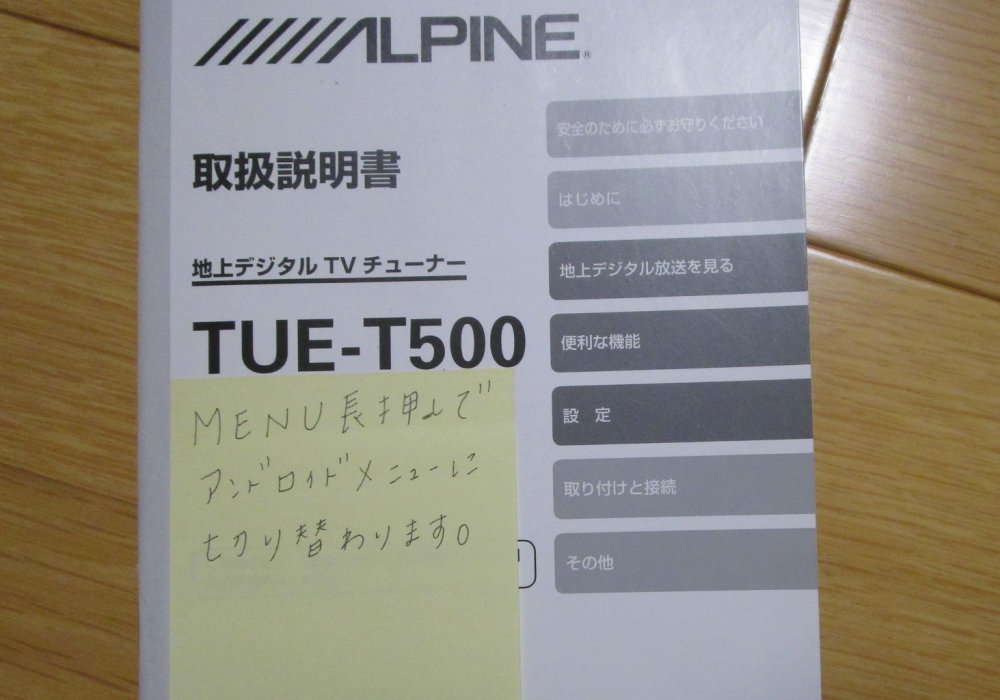 ALPINE
取扱説明書
地上デジタル TV チューナー
TUE-T500
MENU長押しで
アンドロイドメニューに
切り替わります。
安全のために必ずお守りください
はじめに
地上デジタル放送を見る
便利な機能
設 定
取り付けと接続
その他